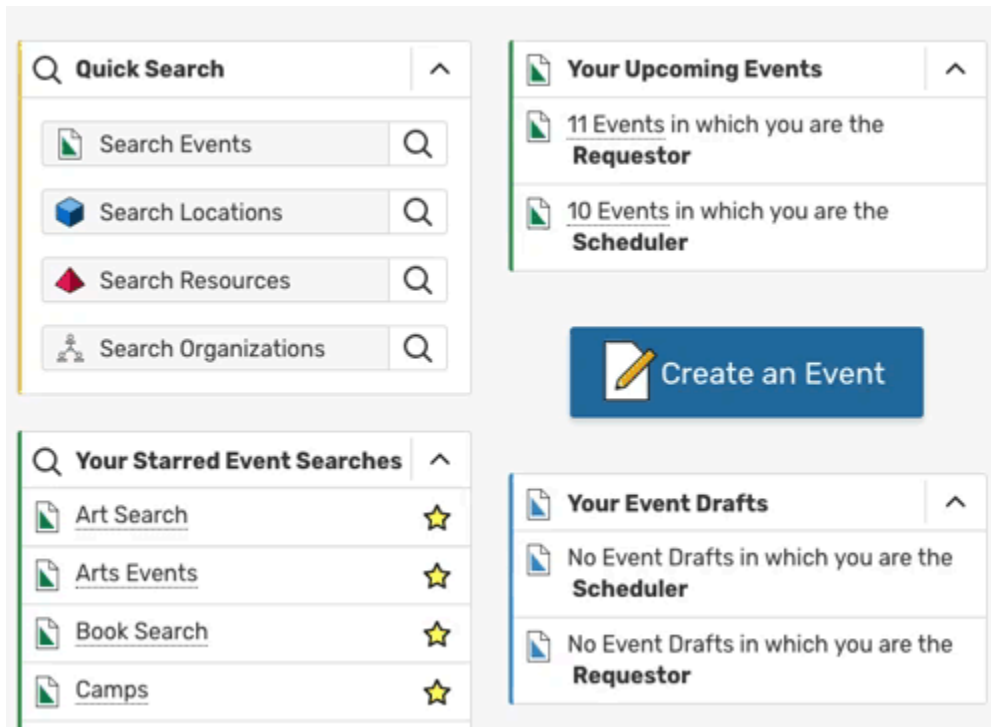 Quick Search
Search Events
Search Locations
Search Resources
Search Organizations
Your Starred Event Searches
Art Search
Arts Events
Book Search
Camps
Your Upcoming Events
11 Events in which you are the
Requestor
10 Events in which you are the
Scheduler
Create an Event
Your Event Drafts
No Event Drafts in which you are the
Scheduler
No Event Drafts in which you are the
Requestor